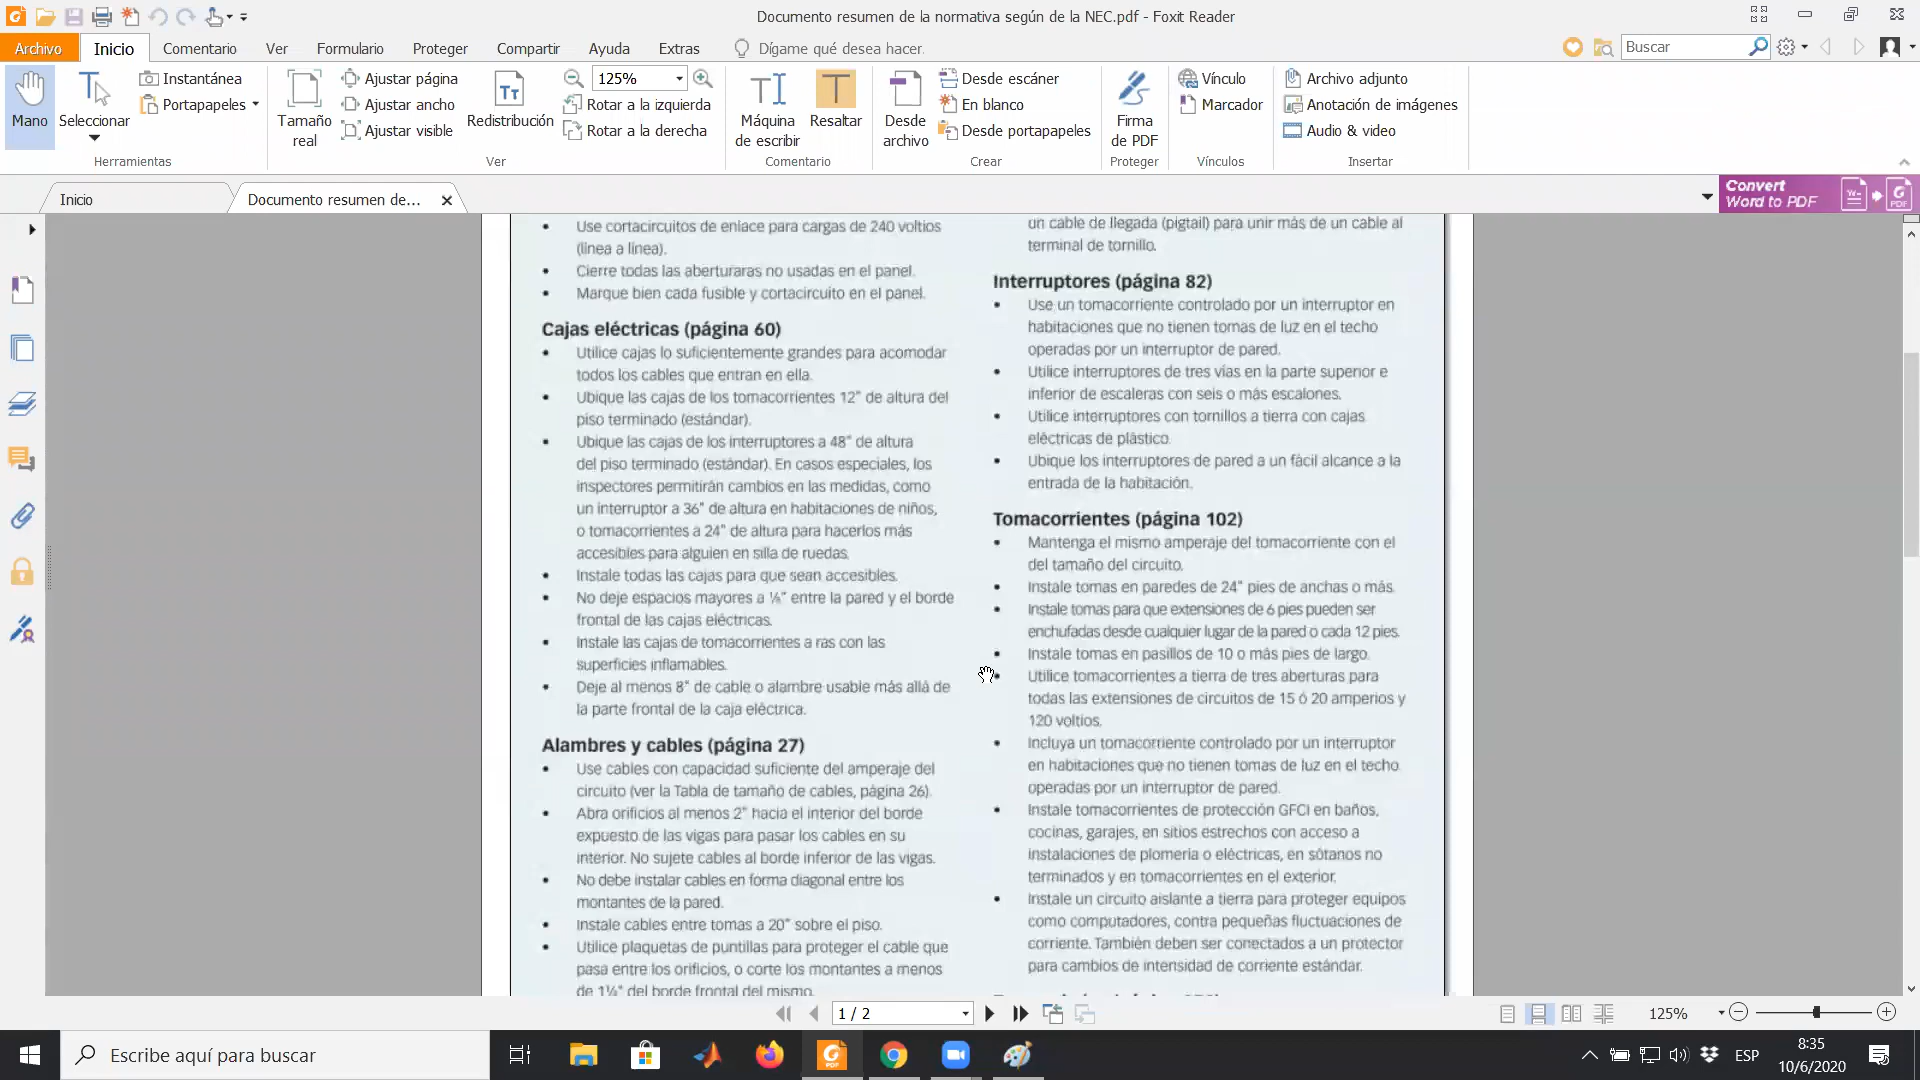 Documento resumen de la normativa según de la NEC.pdf - Foxit Reader
Archivo
Inicio
Comentario
Ver
Formulario
Proteger
Compartir
Ayuda
Extras
Dígame qué desea hacer.
Buscar
Mano
Seleccionar
Instantánea
Portapapeles
Herramientas
Tamaño
real
Ajustar página
Ajustar ancho
Ajustar visible
Redistribución
125%
Rotar a la izquierda
Rotar a la derecha
Ver
Máquina
de escribir
Resaltar
Comentario
Desde
archivo
Desde escáner
En blanco
Desde portapapeles
Crear
Firma
de PDF
Proteger
Vínculo
Marcador
Vínculos
Archivo adjunto
Anotación de imágenes
Audio & video
Insertar
Inicio
Documento resumen de...
Convert
Word to PDF
Use cortacircuitos de enlace para cargas de 240 voltios
(línea a línea).
Cierre todas las aberturaras no usadas en el panel.
Marque bien cada fusible y cortacircuito en el panel.
Cajas eléctricas (página 60)
Utilice cajas lo suficientemente grandes para acomodar
todos los cables que entran en ella.
Ubique las cajas de los tomacorrientes 12" de altura del
piso terminado (estándar).
Ubique las cajas de los interruptores a 48" de altura
del piso terminado (estándar). En casos especiales, los
inspectores permitirán cambios en las medidas, como
un interruptor a 36" de altura en habitaciones de niños,
o tomacorrientes a 24" de altura para hacerlos más
accesibles para alguien en silla de ruedas.
Instale todas las cajas para que sean accesibles.
No deje espacios mayores a ⅛" entre la pared y el borde
frontal de las cajas eléctricas.
Instale las cajas de tomacorrientes a ras con las
superficies inflamables.
Deje al menos 8" de cable o alambre usable más allá de
la parte frontal de la caja eléctrica.
Alambres y cables (página 27)
Use cables con capacidad suficiente del amperaje del
circuito (ver la Tabla de tamaño de cables, página 26).
Abra orificios al menos 2" hacia el interior del borde
expuesto de las vigas para pasar los cables en su
interior. No sujete cables al borde inferior de las vigas.
No debe instalar cables en forma diagonal entre los
montantes de la pared.
Instale cables entre tomas a 20" sobre el piso.
Utilice plaquetas de puntillas para proteger el cable que
pasa entre los orificios, o corte los montantes a menos
de 1¼" del borde frontal del mismo.
un cable de llegada (pigtail) para unir más de un cable al
terminal de tornillo.
Interruptores (página 82)
Use un tomacorriente controlado por un interruptor en
habitaciones que no tienen tomas de luz en el techo
operadas por un interruptor de pared.
Utilice interruptores de tres vías en la parte superior e
inferior de escaleras con seis o más escalones.
Utilice interruptores con tornillos a tierra con cajas
eléctricas de plástico.
Ubique los interruptores de pared a un fácil alcance a la
entrada de la habitación.
Tomacorrientes (página 102)
Mantenga el mismo amperaje del tomacorriente con el
del tamaño del circuito.
Instale tomas en paredes de 24" pies de anchas o más.
Instale tomas para que extensiones de 6 pies pueden ser
enchufadas desde cualquier lugar de la pared o cada 12 pies.
Instale tomas en pasillos de 10 o más pies de largo.
Utilice tomacorrientes a tierra de tres aberturas para
todas las extensiones de circuitos de 15 ó 20 amperios y
120 voltios.
Incluya un tomacorriente controlado por un interruptor
en habitaciones que no tienen tomas de luz en el techo
operadas por un interruptor de pared.
Instale tomacorrientes de protección GFCI en baños,
cocinas, garajes, en sitios estrechos con acceso a
instalaciones de plomería o eléctricas, en sótanos no
terminados y en tomacorrientes en el exterior.
Instale un circuito aislante a tierra para proteger equipos
como computadores, contra pequeñas fluctuaciones de
corriente. También deben ser conectados a un protector
para cambios de intensidad de corriente estándar.
1 / 2
125%
Escribe aquí para buscar
ESP
8:35
10/6/2020